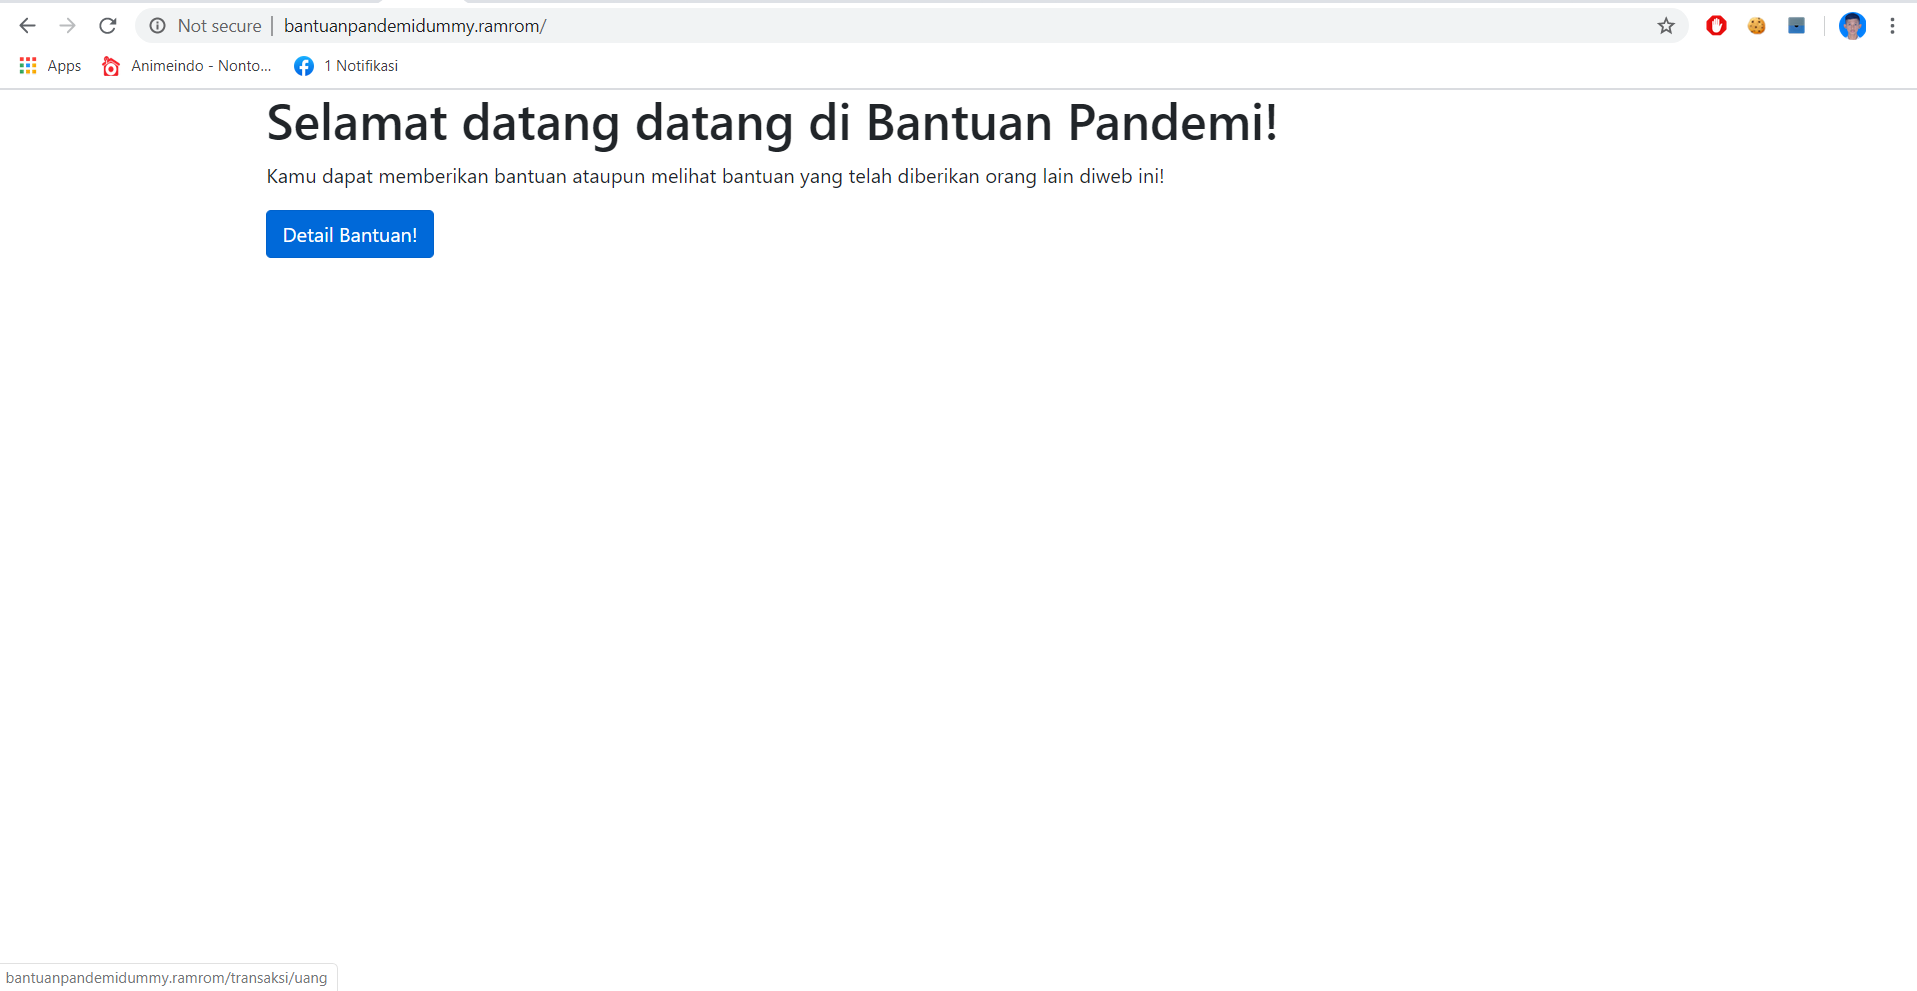 Not secure | bantuanpandemidummy.ramrom/
Apps Animeindo - Nonto... 1 Notifikasi
Selamat datang datang di Bantuan Pandemi!
Kamu dapat memberikan bantuan ataupun melihat bantuan yang telah diberikan orang lain diweb ini!
Detail Bantuan!
bantuanpandemidummy.ramrom/transaksi/uang